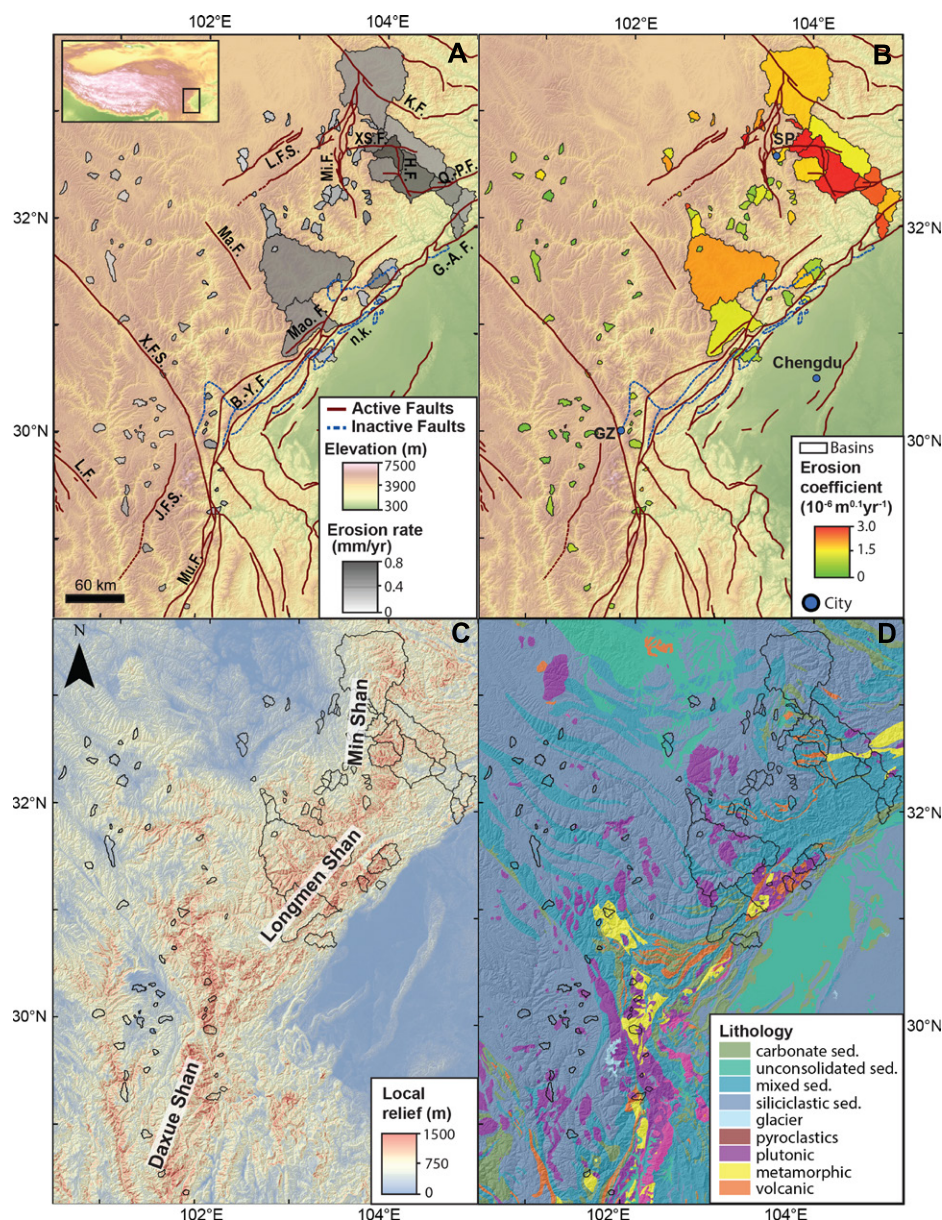 102°E
104°E
A
B
K.F.
L.F.S.
XS.F.
Mi.F.
H.F.
Q.-P.F.
SP
32°N
32°N
Ma.F.
G.-A. F.
Mao. F.
n.k.
X.F.S.
B.-Y. F.
Chengdu
30°N
GZ
30°N
L.F.
J.F.S.
Mu.F.
60 km
Active Faults
Inactive Faults
Elevation (m)
7500
3900
300
Erosion rate
(mm/yr)
0.8
0.4
0
Basins
Erosion
coefficient
(10⁻⁶ m⁰·¹yr⁻¹)
3.0
1.5
0
City
C
D
N
Min Shan
32°N
32°N
Longmen Shan
30°N
30°N
Daxue Shan
Local
relief (m)
1500
750
0
Lithology
carbonate sed.
unconsolidated sed.
mixed sed.
siliciclastic sed.
glacier
pyroclastics
plutonic
metamorphic
volcanic
102°E
104°E
102°E
104°E